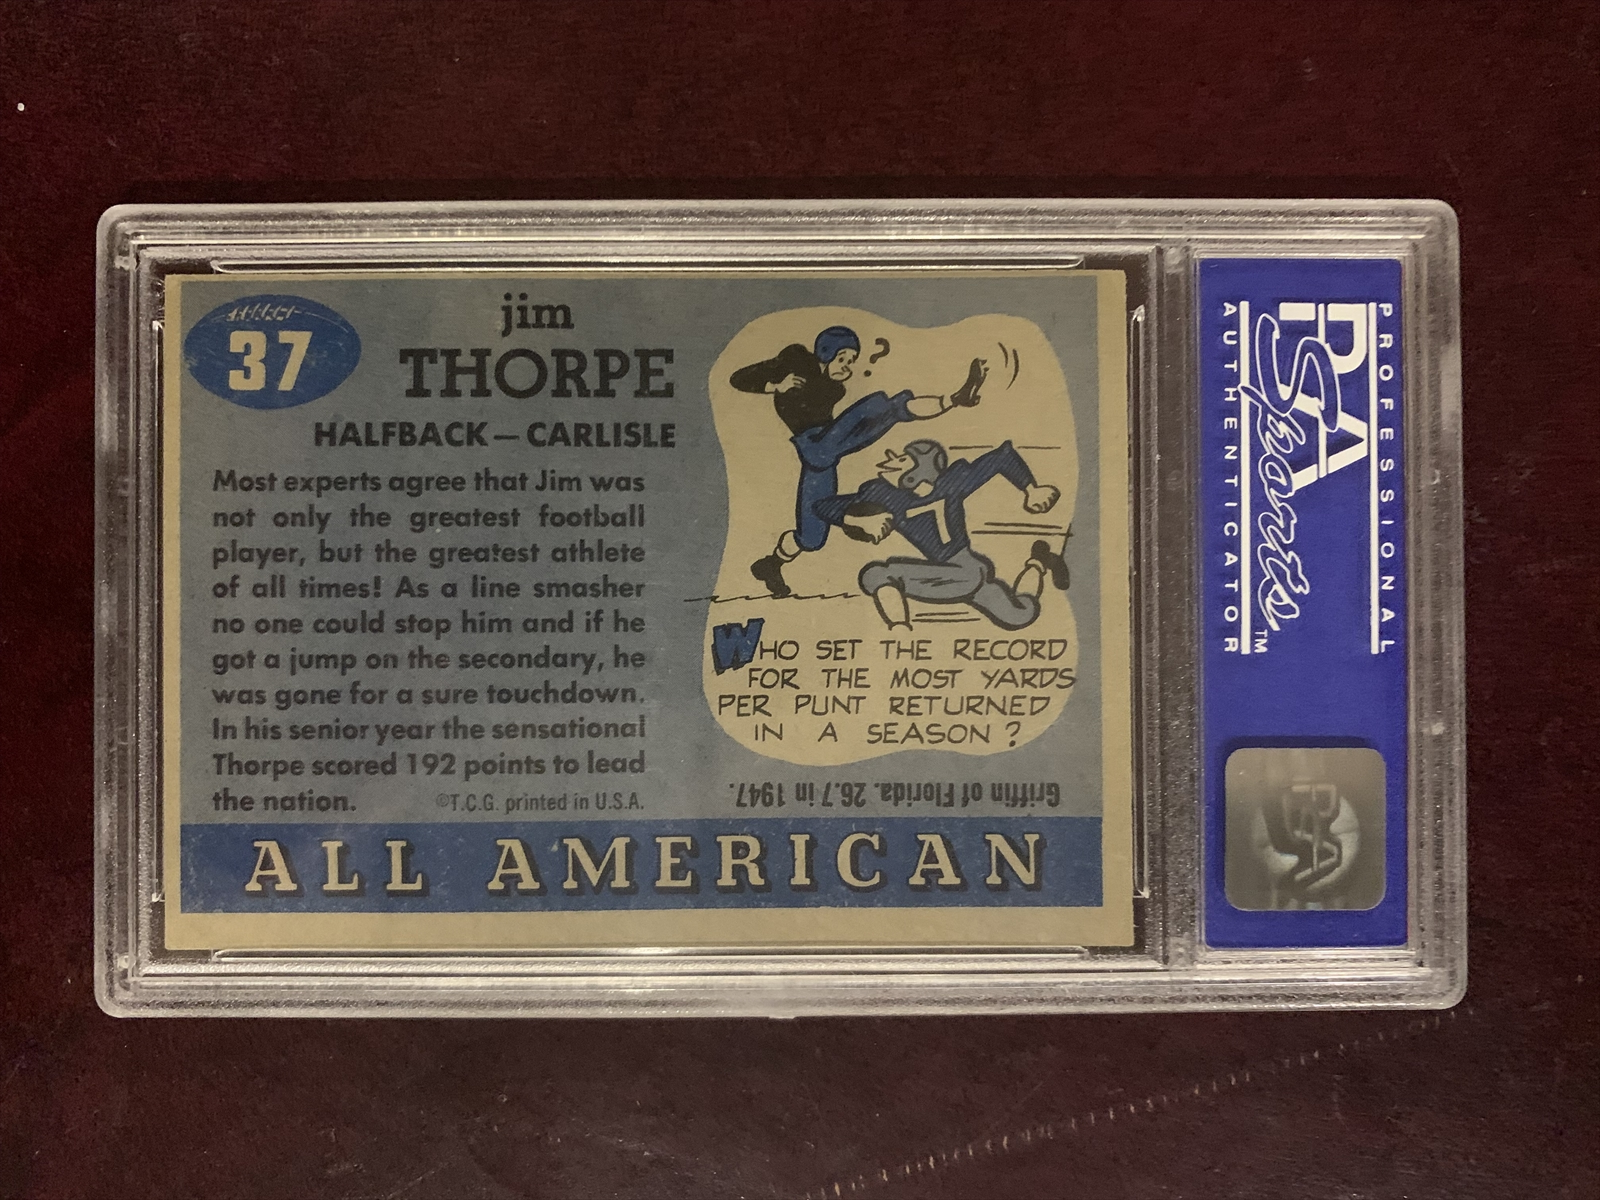 37
jim
THORPE
HALFBACK — CARLISLE
Most experts agree that Jim was
not only the greatest football
player, but the greatest athlete
of all times! As a line smasher
no one could stop him and if he
got a jump on the secondary, he
was gone for a sure touchdown.
In his senior year the sensational
Thorpe scored 192 points to lead
the nation.
©T.C.G. printed in U.S.A.
?
7
WHO SET THE RECORD
FOR THE MOST YARDS
PER PUNT RETURNED
IN A SEASON ?
Griffin of Florida. 26.7 in 1947.
ALL AMERICAN
PROFESSIONAL
PSA
Sports™
AUTHENTICATOR
PSA